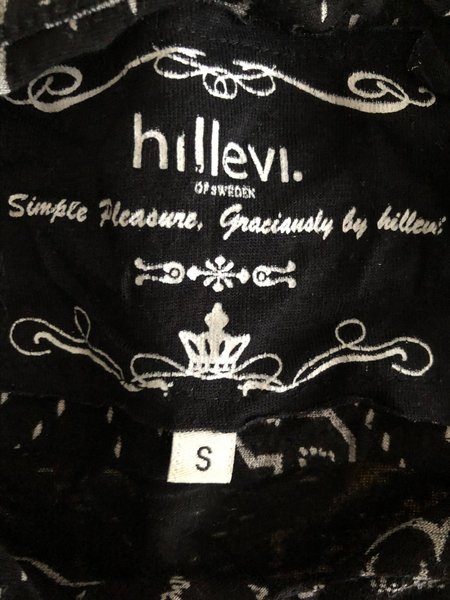 hillevi.
OF SWEDEN
Simple Pleasure, Graciously by hillevi
S